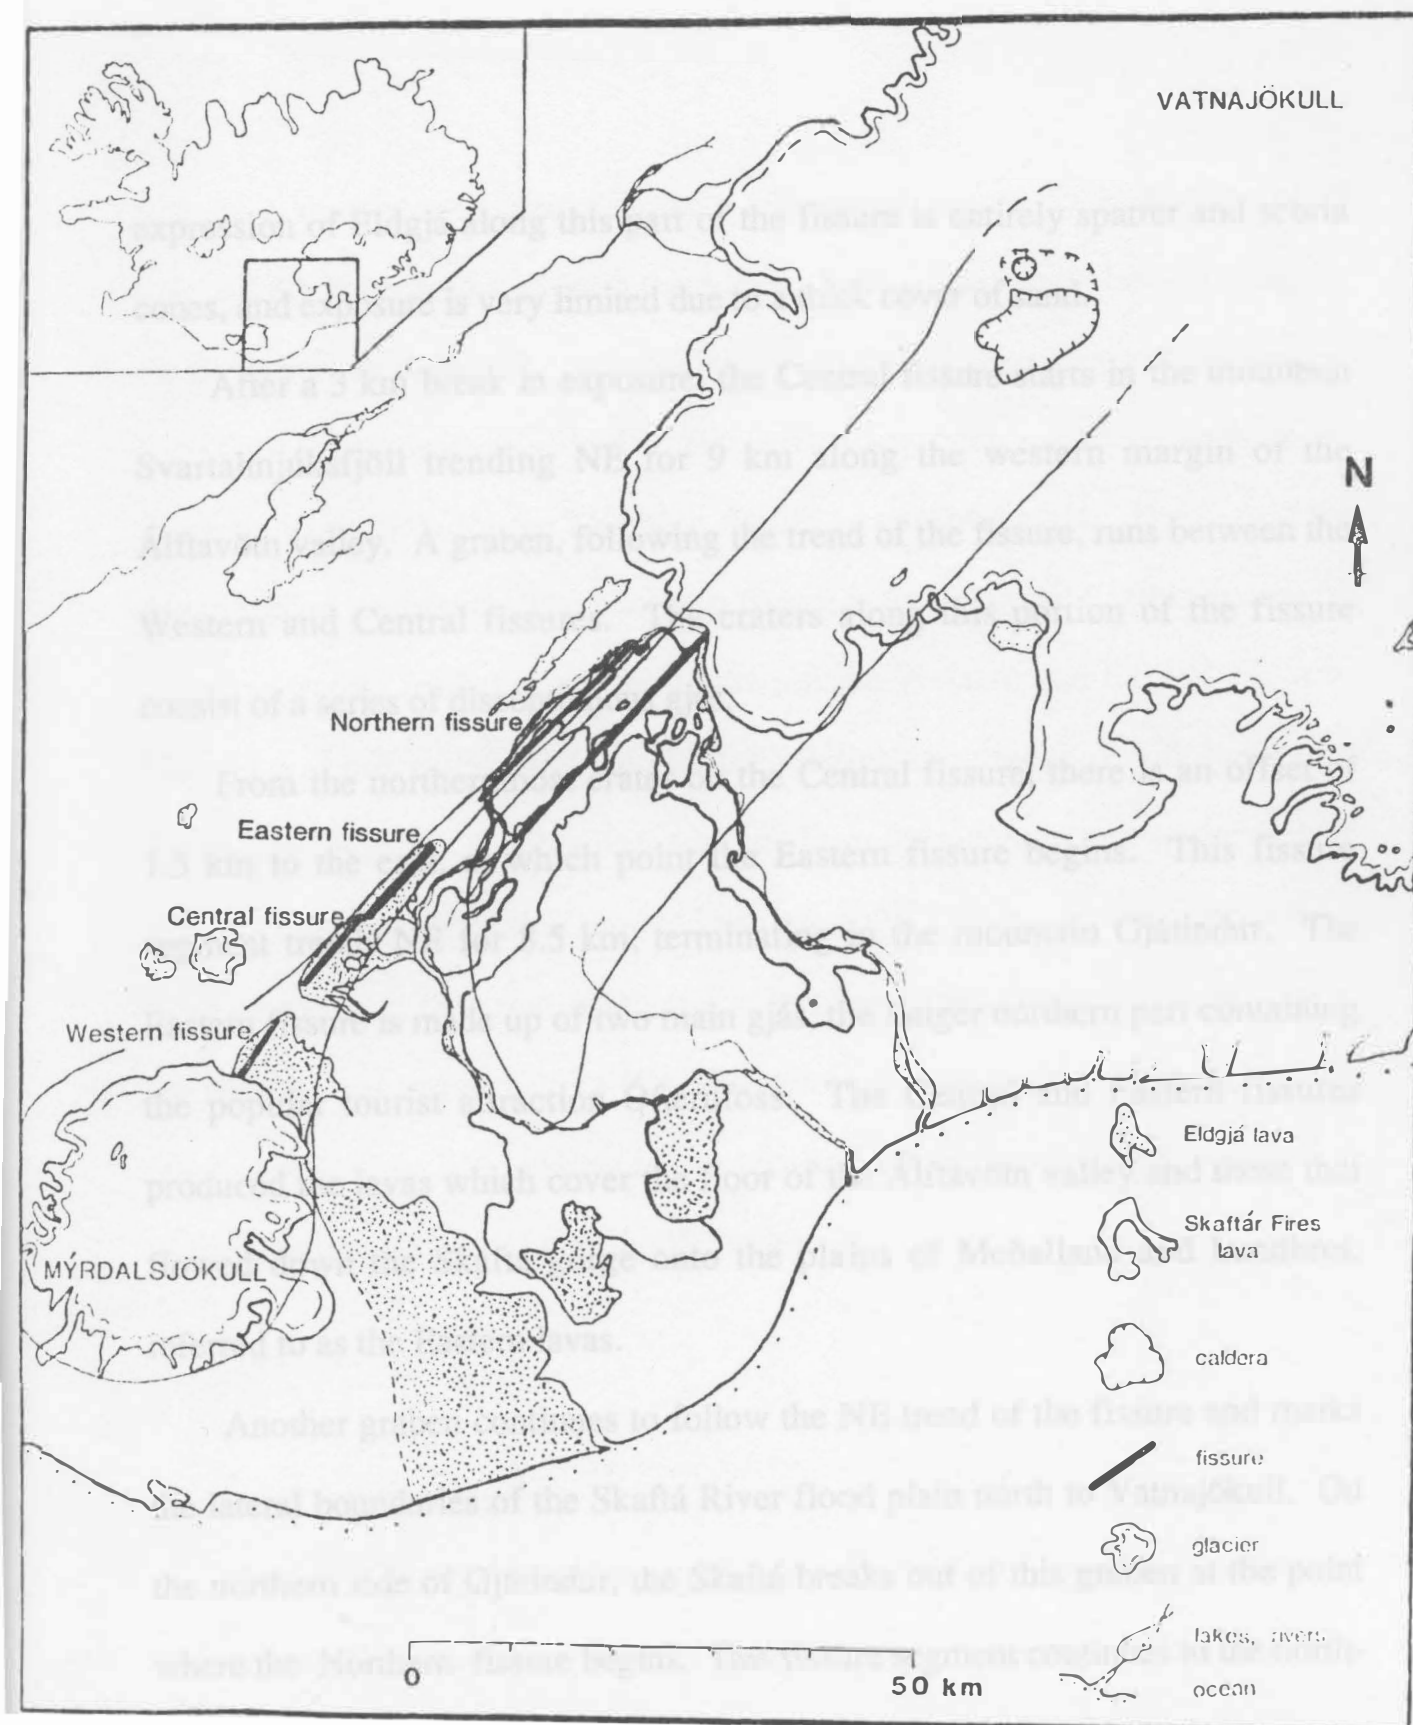 VATNAJÖKULL
expression of Eldgjá along this part of the fissure is entirely spatter and scoria
cones, and exposure is very limited due to a thick cover of sand.
After a 3 km break in exposure, the Central fissure starts in the mountain
Svartahnjúksfjöll trending NE for 9 km along the western margin of the
N
Álftavötn valley. A graben, following the trend of the fissure, runs between the
Western and Central fissures. The craters along this portion of the fissure
consist of a series of
Northern fissure
From the northernmost crater of the Central fissure, there is an offset of
Eastern fissure
1.5 km to the east, at which point the Eastern fissure begins. This fissure
Central fissure
segment trends NE for 8.5 km, terminating in the mountain Gjátindur. The
Western fissure
Eastern fissure is made up of two main gjás, the larger northern part containing
the popular tourist attraction Ófærufoss. The Central and Eastern fissures
Eldgjá lava
produced the lavas which cover the floor of the Álftavötn valley and those that
Skaftár Fires
lava
MÝRDALSJÖKULL
onto the plains of Meðalland and Landbrot,
referred to as the Eastern lavas.
caldera
Another graben continues to follow the NE trend of the fissure and marks
fissure
the lateral boundaries of the Skaftá River flood plain north to Vatnajökull. On
glacier
the northern side of Gjátindur, the Skaftá breaks out of this graben at the point
lakes, rivers
where the Northern fissure begins. This fissure segment continues to the north-
0
50 km
ocean